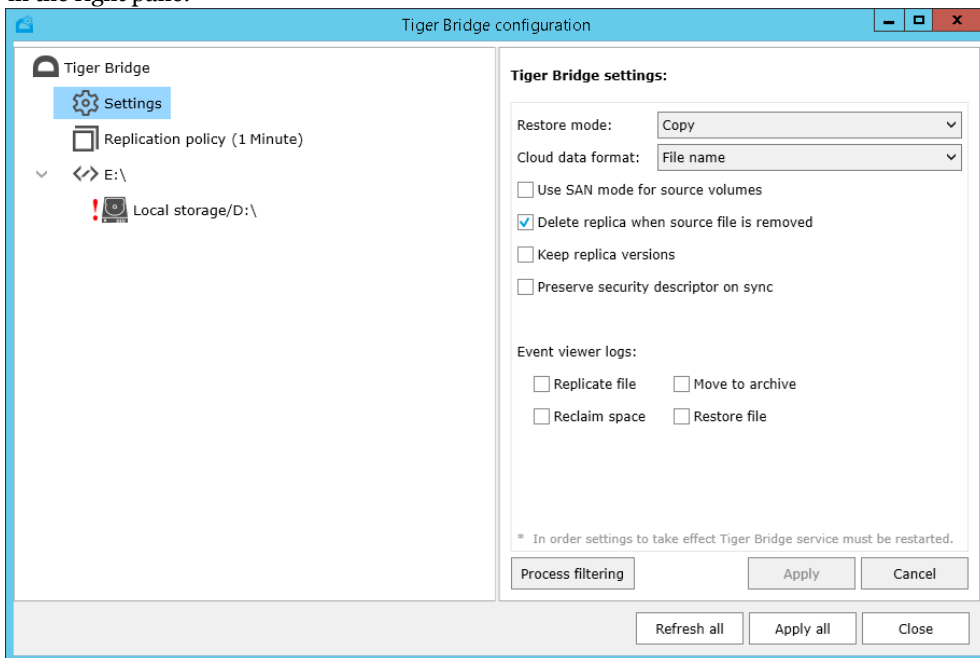 in the right pane.
Tiger Bridge configuration
Tiger Bridge
Settings
Replication policy (1 Minute)
E:\
Local storage/D:\
Tiger Bridge settings:
Restore mode: Copy
Cloud data format: File name
Use SAN mode for source volumes
Delete replica when source file is removed
Keep replica versions
Preserve security descriptor on sync
Event viewer logs:
Replicate file Move to archive
Reclaim space Restore file
* In order settings to take effect Tiger Bridge service must be restarted.
Process filtering Apply Cancel
Refresh all Apply all Close